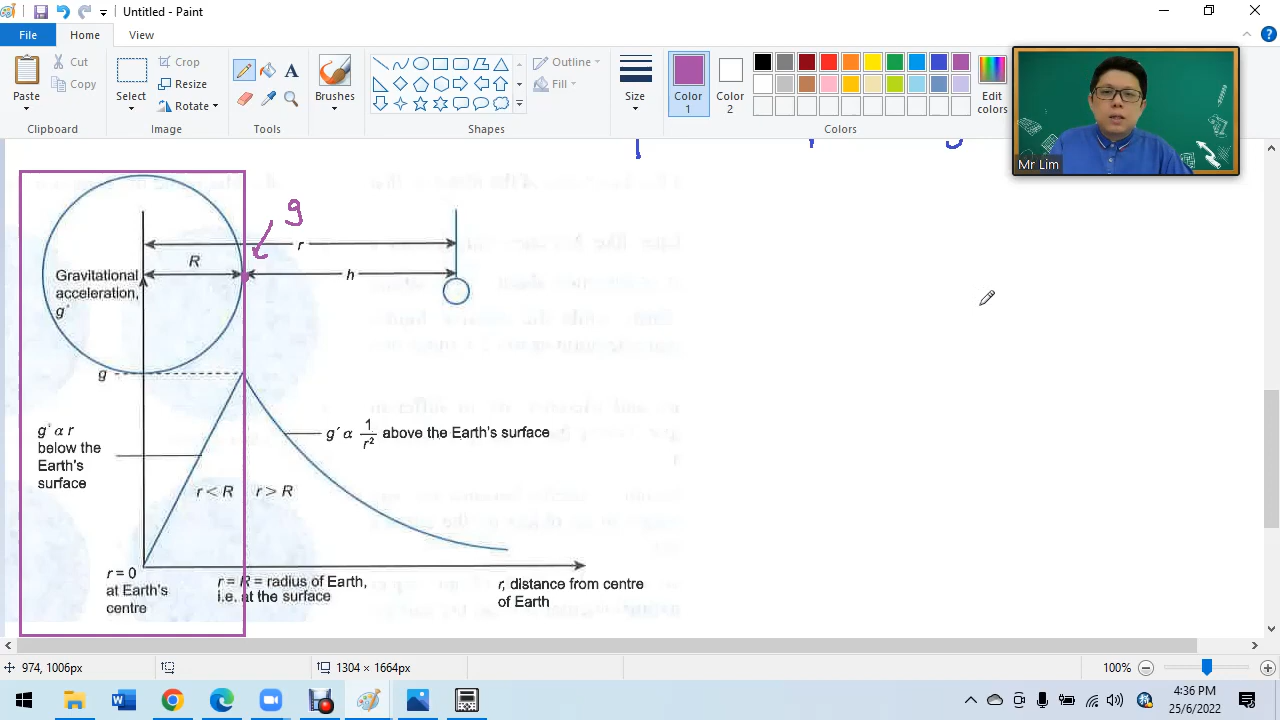 Untitled - Paint
File Home View
Paste
Cut
Copy
Clipboard
Select
Crop
Resize
Rotate
Image
A
Tools
Brushes
Shapes
Outline
Fill
Size
Color 1
Color 2
Edit colors
Colors
Mr Lim
g
r
R
h
Gravitational
acceleration,
g
g′ α 1/r² above the Earth's surface
α r
below the
Earth's
surface
r < R r > R
r = 0
at Earth's
centre
r = R = radius of Earth,
i.e. at the surface
r, distance from centre
of Earth
974, 1006px
1304 × 1664px
100%
4:36 PM
25/6/2022